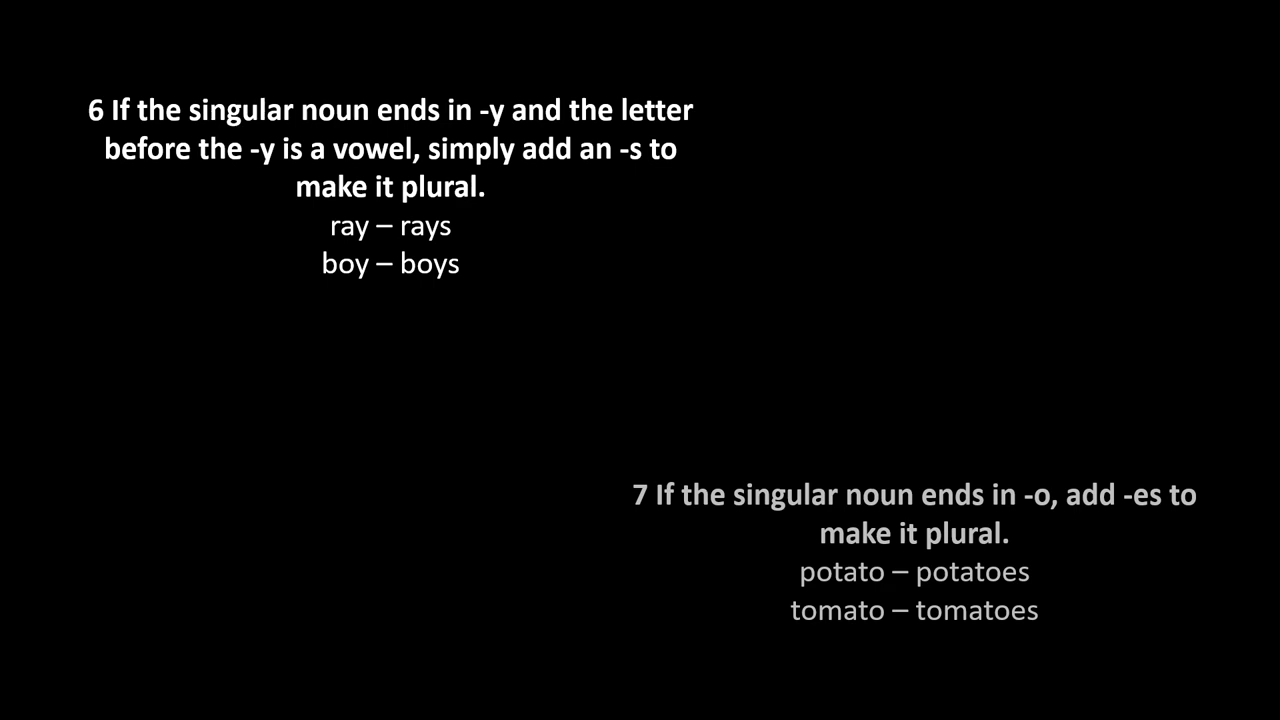 6 If the singular noun ends in -y and the letter
before the -y is a vowel, simply add an -s to
make it plural.
ray – rays
boy – boys
7 If the singular noun ends in -o, add -es to
make it plural.
potato – potatoes
tomato – tomatoes